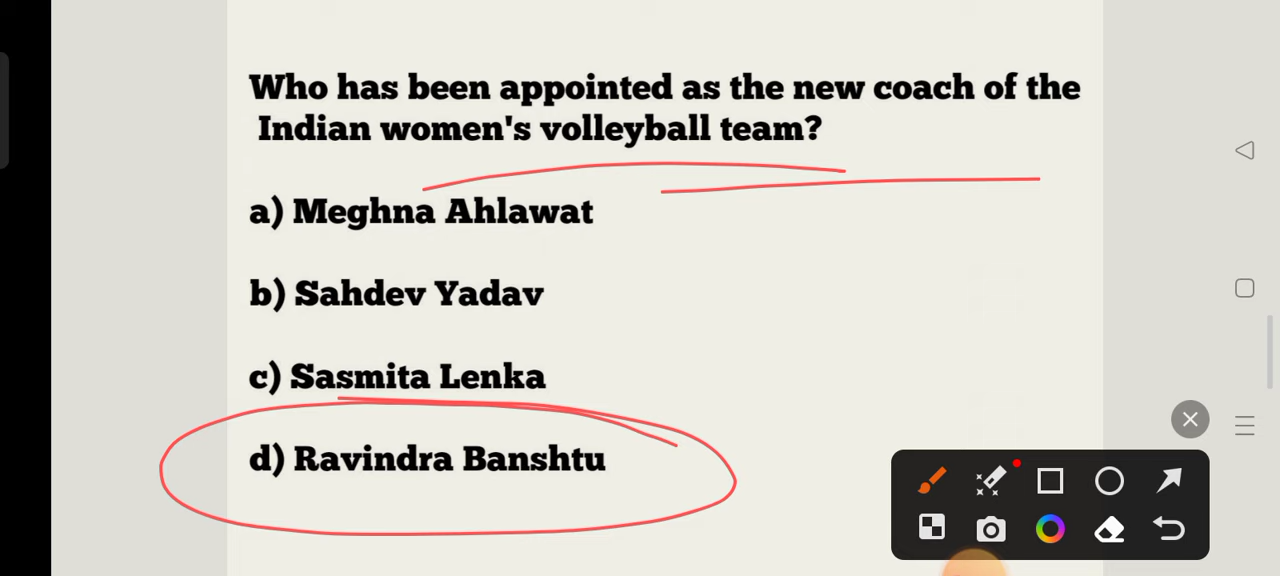 Who has been appointed as the new coach of the
Indian women's volleyball team?
a) Meghna Ahlawat
b) Sahdev Yadav
c) Sasmita Lenka
d) Ravindra Banshtu